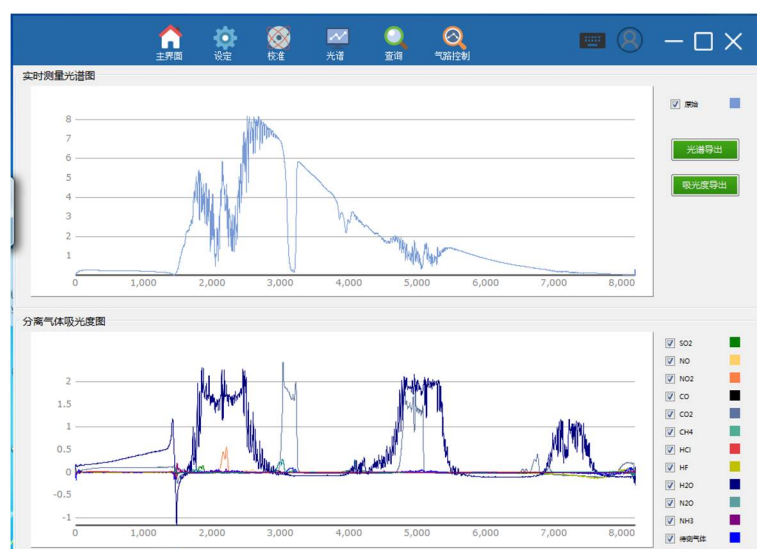 主界面 设定 校准 光谱 查询 气路控制
实时测量光谱图
原始
光谱导出
吸光度导出
8
7
6
5
4
3
2
1
0 1,000 2,000 3,000 4,000 5,000 6,000 7,000 8,000
分离气体吸光度图
2
1.5
1
0.5
0
-0.5
-1
0 1,000 2,000 3,000 4,000 5,000 6,000 7,000 8,000
SO2
NO
NO2
CO
CO2
CH4
HCl
HF
H2O
N2O
NH3
待测气体